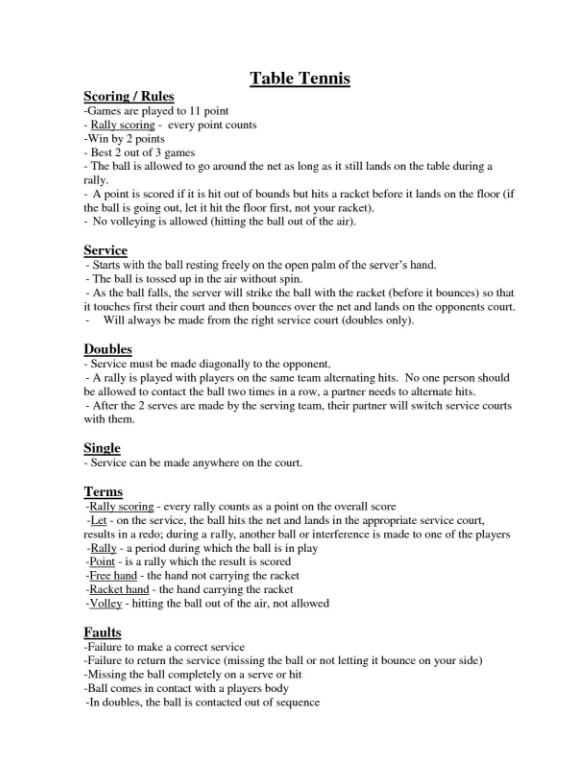 Table Tennis
Scoring / Rules
-Games are played to 11 point
- Rally scoring - every point counts
-Win by 2 points
- Best 2 out of 3 games
- The ball is allowed to go around the net as long as it still lands on the table during a
rally.
- A point is scored if it is hit out of bounds but hits a racket before it lands on the floor (if
the ball is going out, let it hit the floor first, not your racket).
- No volleying is allowed (hitting the ball out of the air).
Service
- Starts with the ball resting freely on the open palm of the server's hand.
- The ball is tossed up in the air without spin.
- As the ball falls, the server will strike the ball with the racket (before it bounces) so that
it touches first their court and then bounces over the net and lands on the opponents court.
- Will always be made from the right service court (doubles only).
Doubles
- Service must be made diagonally to the opponent.
- A rally is played with players on the same team alternating hits. No one person should
be allowed to contact the ball two times in a row, a partner needs to alternate hits.
- After the 2 serves are made by the serving team, their partner will switch service courts
with them.
Single
- Service can be made anywhere on the court.
Terms
-Rally scoring - every rally counts as a point on the overall score
-Let - on the service, the ball hits the net and lands in the appropriate service court,
results in a redo; during a rally, another ball or interference is made to one of the players
-Rally - a period during which the ball is in play
-Point - is a rally which the result is scored
-Free hand - the hand not carrying the racket
-Racket hand - the hand carrying the racket
-Volley - hitting the ball out of the air, not allowed
Faults
-Failure to make a correct service
-Failure to return the service (missing the ball or not letting it bounce on your side)
-Missing the ball completely on a serve or hit
-Ball comes in contact with a players body
-In doubles, the ball is contacted out of sequence